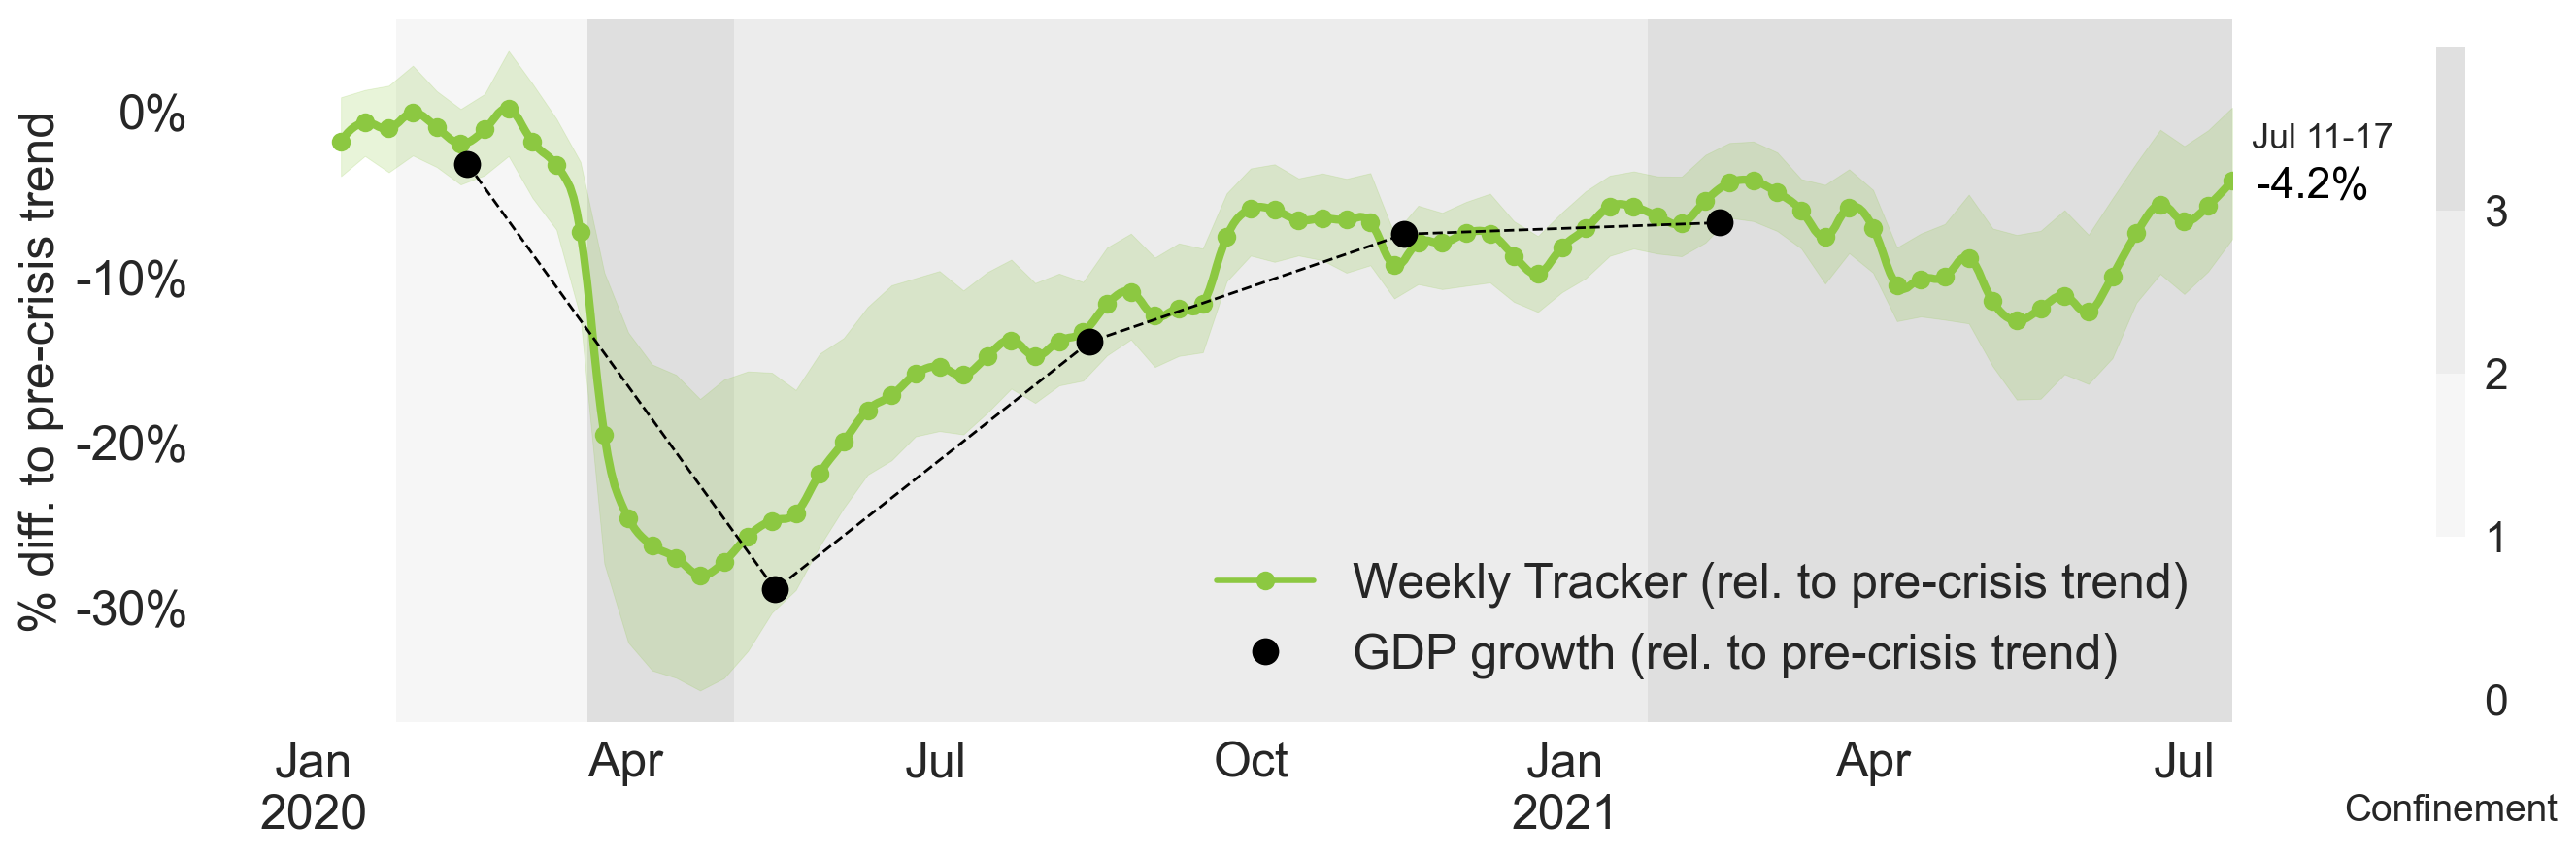 % diff. to pre-crisis trend
0%
-10%
-20%
-30%
Jan
2020
Apr
Jul
Oct
Jan
2021
Apr
Jul
Weekly Tracker (rel. to pre-crisis trend)
GDP growth (rel. to pre-crisis trend)
Jul 11-17
-4.2%
3
2
1
0
Confinement